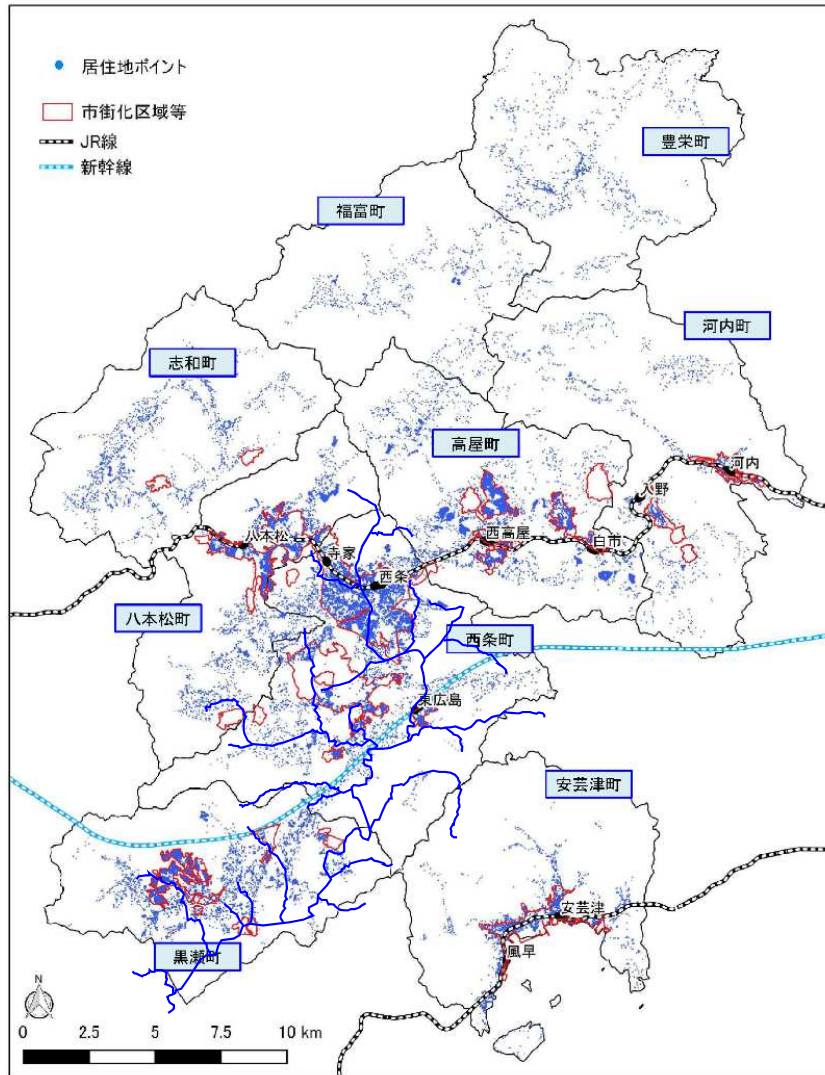 居住地ポイント
市街化区域等
JR線
新幹線
豊栄町
福富町
河内町
志和町
高屋町
河内
入野
八本松
西高屋
白市
寺家
西条
八本松町
西条町
東広島
安芸津町
安芸津
風早
黒瀬町
N
0 2.5 5 7.5 10 km